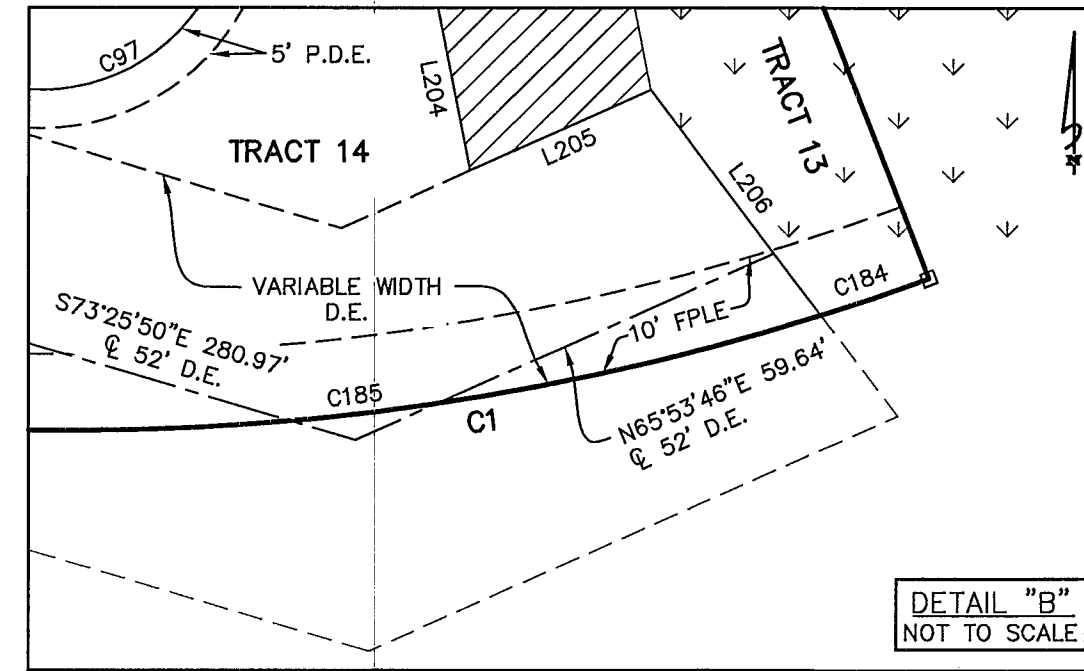 C97
5' P.D.E.
L204
TRACT 14
L205
TRACT 13
L206
VARIABLE WIDTH
D.E.
S73°25'50"E 280.97'
℄ 52' D.E.
C184
10' FPLE
C185
C1
N65°53'46"E 59.64'
℄ 52' D.E.
N
DETAIL "B"
NOT TO SCALE